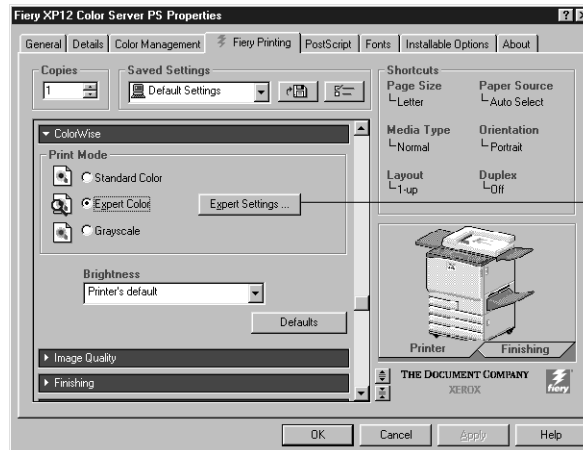 Fiery XP12 Color Server PS Properties
General Details Color Management Fiery Printing PostScript Fonts Installable Options About
Copies
1
Saved Settings
Default Settings
Shortcuts
Page Size
Letter
Paper Source
Auto Select
Media Type
Normal
Orientation
Portrait
Layout
1-up
Duplex
Off
ColorWise
Print Mode
Standard Color
Expert Color
Expert Settings ...
Grayscale
Brightness
Printer's default
Defaults
Image Quality
Finishing
Printer
Finishing
THE DOCUMENT COMPANY
XEROX
fiery
OK Cancel Apply Help